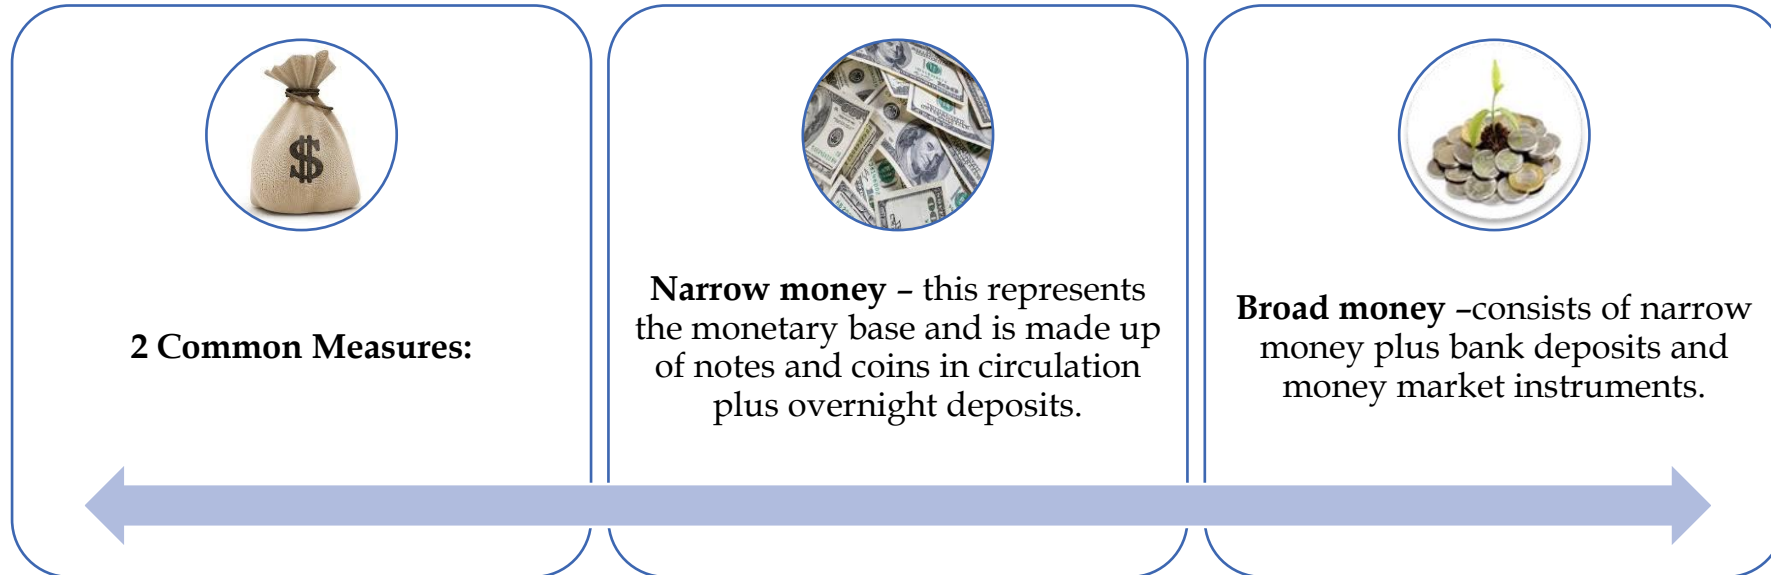 2 Common Measures:
Narrow money – this represents
the monetary base and is made up
of notes and coins in circulation
plus overnight deposits.
Broad money –consists of narrow
money plus bank deposits and
money market instruments.
$